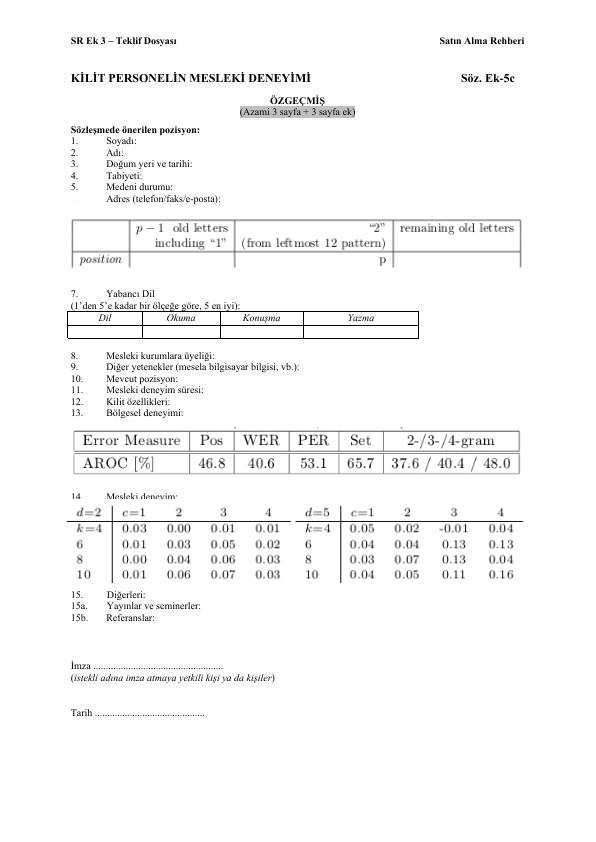 SR Ek 3 – Teklif Dosyası Satın Alma Rehberi
KİLİT PERSONELİN MESLEKİ DENEYİMİ Söz. Ek-5c
ÖZGEÇMİŞ
(Azami 3 sayfa + 3 sayfa ek)
Sözleşmede önerilen pozisyon:
1. Soyadı:
2. Adı:
3. Doğum yeri ve tarihi:
4. Tabiyeti:
5. Medeni durumu:
Adres (telefon/faks/e-posta):
p − 1 old letters “2” remaining old letters
including “1” (from leftmost 12 pattern)
position p
7. Yabancı Dil
(1’den 5’e kadar bir ölçeğe göre, 5 en iyi):
Dil Okuma Konuşma Yazma
8. Mesleki kurumlara üyeliği:
9. Diğer yetenekler (mesela bilgisayar bilgisi, vb.):
10. Mevcut pozisyon:
11. Mesleki deneyim süresi:
12. Kilit özellikleri:
13. Bölgesel deneyimi:
Error Measure Pos WER PER Set 2-/3-/4-gram
AROC [%] 46.8 40.6 53.1 65.7 37.6 / 40.4 / 48.0
14. Mesleki deneyim:
d=2 c=1 2 3 4 d=5 c=1 2 3 4
k=4 0.03 0.00 0.01 0.01 k=4 0.05 0.02 -0.01 0.04
6 0.01 0.03 0.05 0.02 6 0.04 0.04 0.13 0.13
8 0.00 0.04 0.06 0.03 8 0.03 0.07 0.13 0.04
10 0.01 0.06 0.07 0.03 10 0.04 0.05 0.11 0.16
15. Diğerleri:
15a. Yayınlar ve seminerler:
15b. Referanslar:
İmza ....................................................
(istekli adına imza atmaya yetkili kişi ya da kişiler)
Tarih ............................................